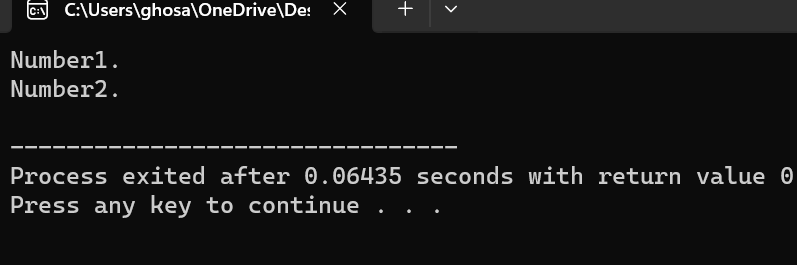 C:\Users\ghosa\OneDrive\Des
Number1.
Number2.
--------------------------------
Process exited after 0.06435 seconds with return value 0
Press any key to continue . . .